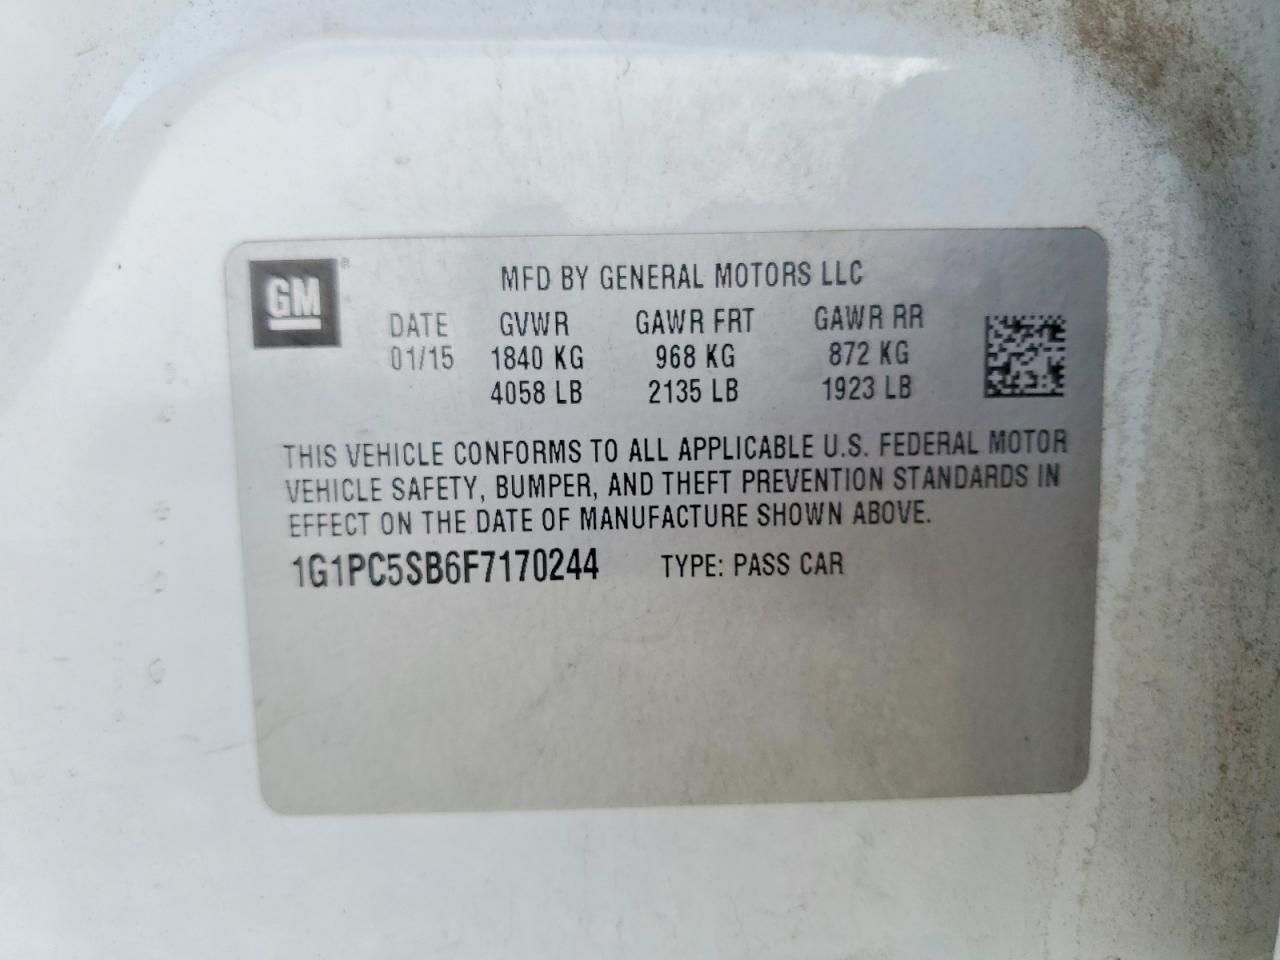 GM®
MFD BY GENERAL MOTORS LLC
DATE GVWR GAWR FRT GAWR RR
01/15 1840 KG 968 KG 872 KG
4058 LB 2135 LB 1923 LB
THIS VEHICLE CONFORMS TO ALL APPLICABLE U.S. FEDERAL MOTOR
VEHICLE SAFETY, BUMPER, AND THEFT PREVENTION STANDARDS IN
EFFECT ON THE DATE OF MANUFACTURE SHOWN ABOVE.
1G1PC5SB6F7170244 TYPE: PASS CAR